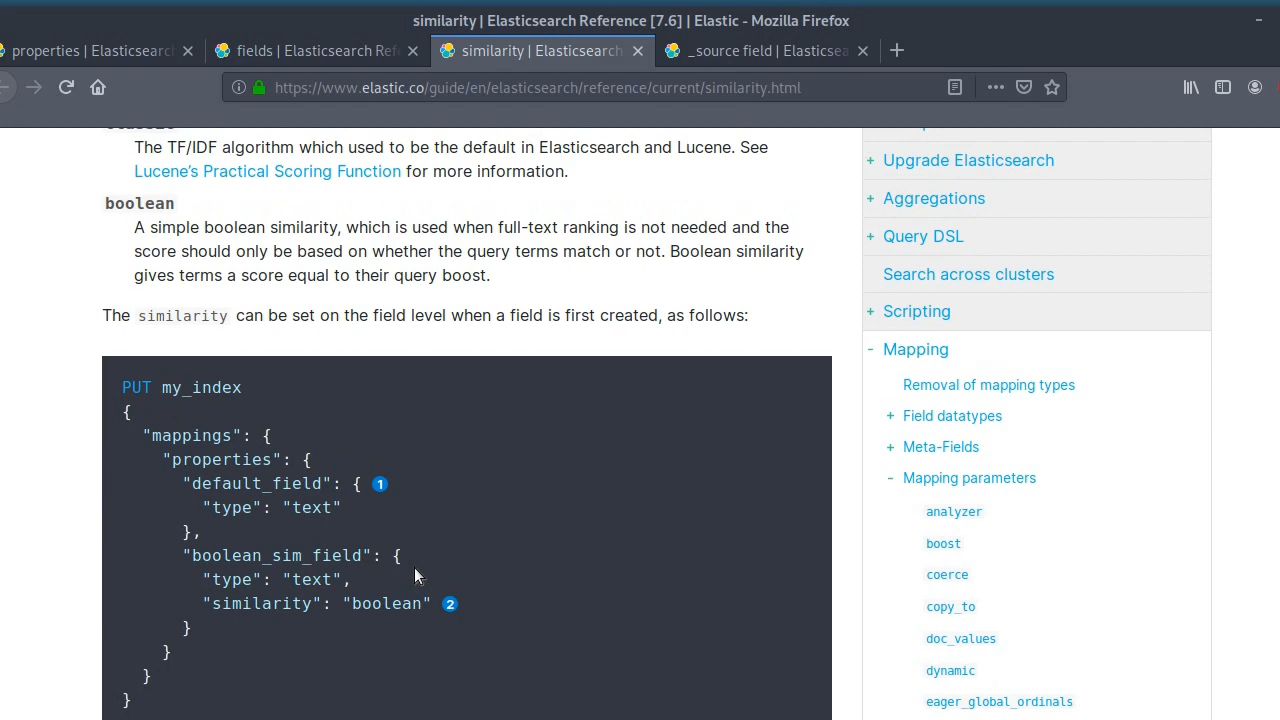 similarity | Elasticsearch Reference [7.6] | Elastic - Mozilla Firefox
properties | Elasticsearch
fields | Elasticsearch Refe
similarity | Elasticsearch
_source field | Elasticsea
https://www.elastic.co/guide/en/elasticsearch/reference/current/similarity.html
The TF/IDF algorithm which used to be the default in Elasticsearch and Lucene. See
Lucene's Practical Scoring Function for more information.
boolean
A simple boolean similarity, which is used when full-text ranking is not needed and the
score should only be based on whether the query terms match or not. Boolean similarity
gives terms a score equal to their query boost.
The similarity can be set on the field level when a field is first created, as follows:
PUT my_index
{
"mappings": {
"properties": {
"default_field": { 1
"type": "text"
},
"boolean_sim_field": {
"type": "text",
"similarity": "boolean" 2
}
}
}
}
+ Upgrade Elasticsearch
+ Aggregations
+ Query DSL
Search across clusters
+ Scripting
- Mapping
Removal of mapping types
+ Field datatypes
+ Meta-Fields
- Mapping parameters
analyzer
boost
coerce
copy_to
doc_values
dynamic
eager_global_ordinals